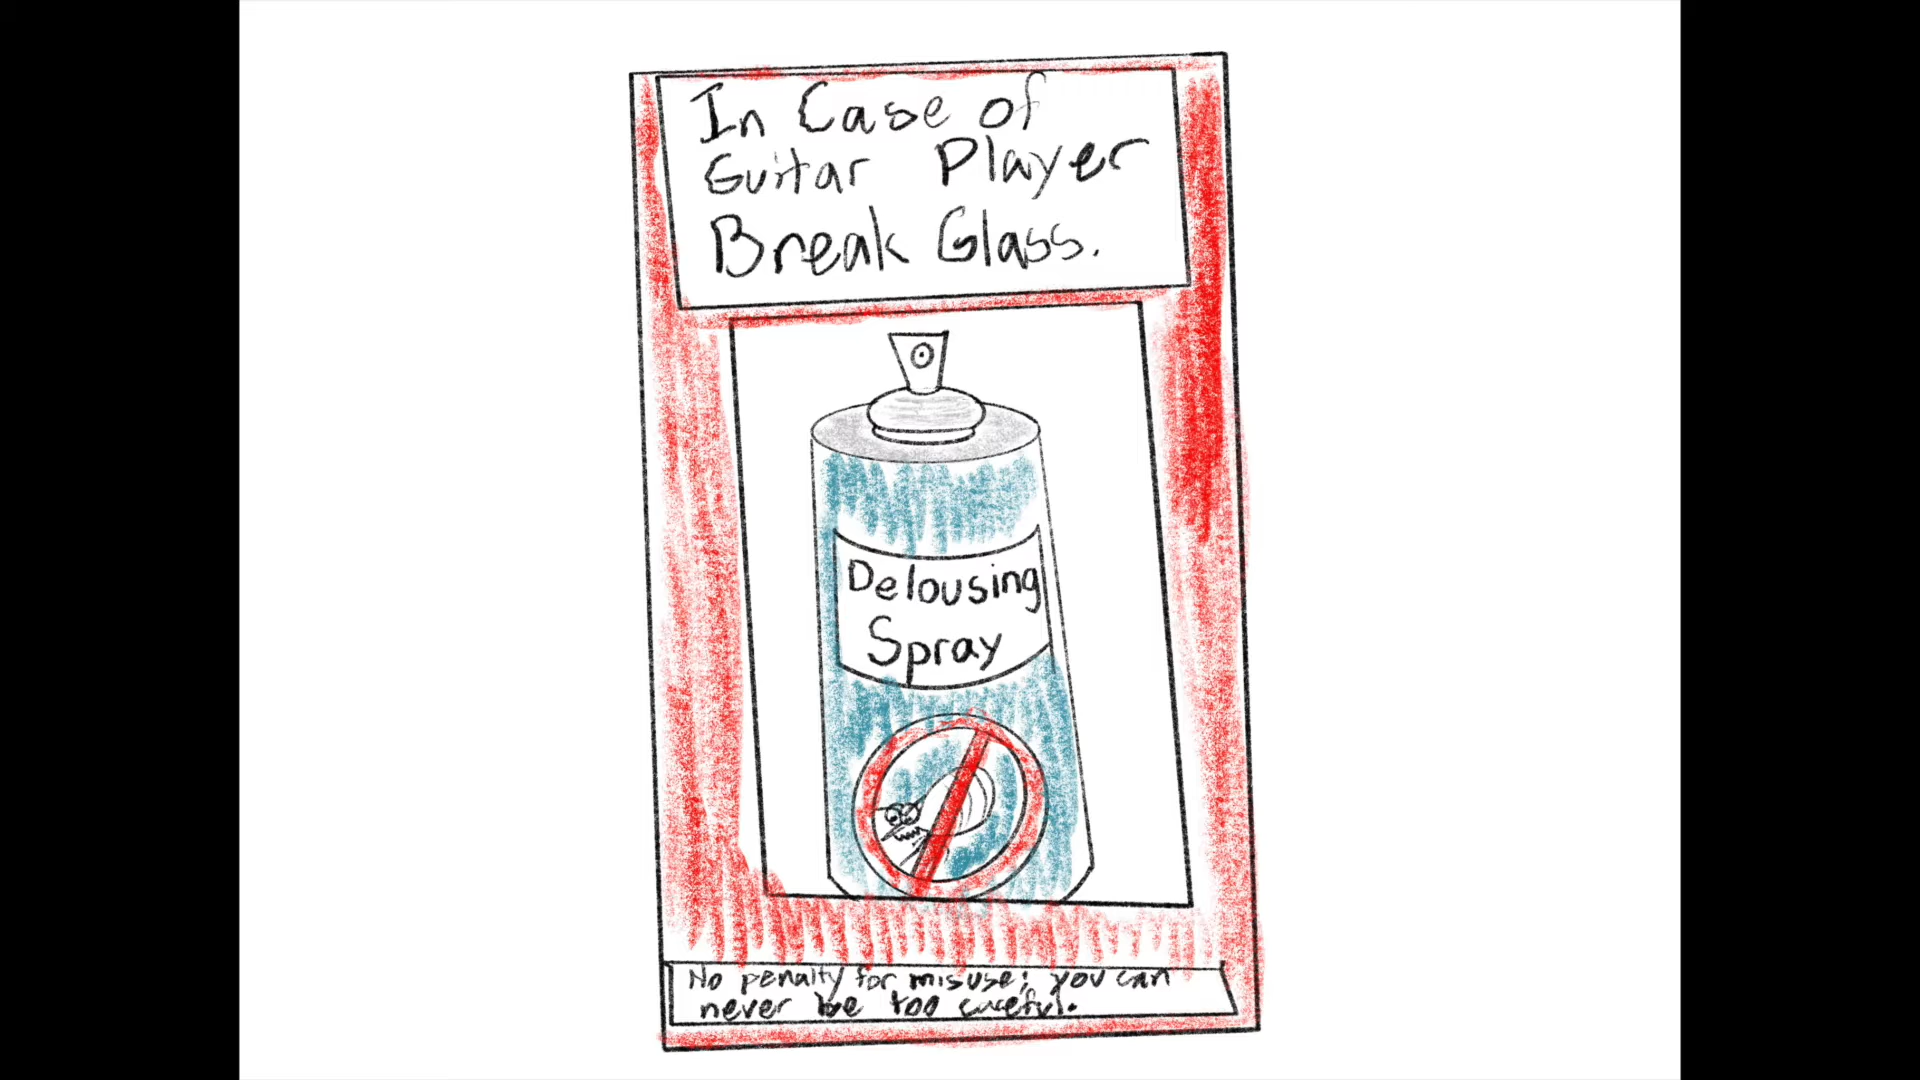 In Case of
Guitar Player
Break Glass.
Delousing
Spray
No penalty for misuse; you can
never be too careful.